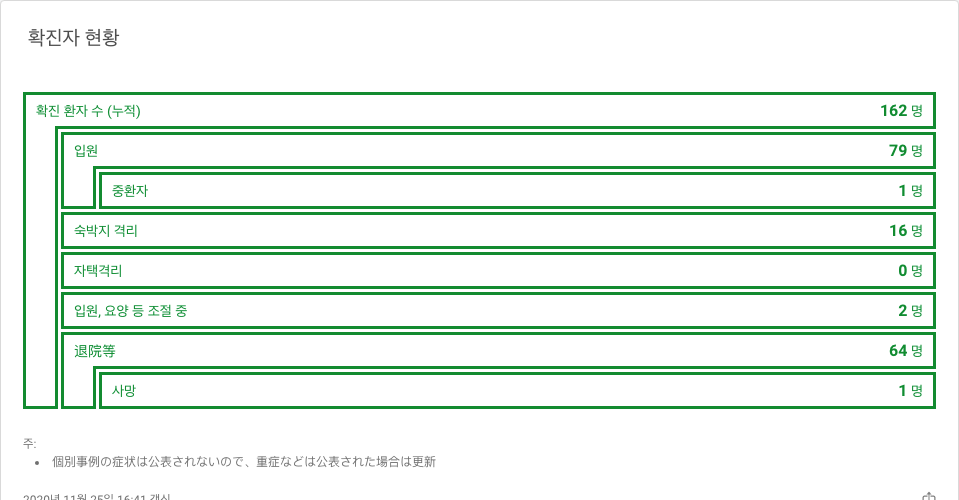 확진자 현황
확진 환자 수 (누적) 162 명
입원 79 명
중환자 1 명
숙박지 격리 16 명
자택격리 0 명
입원, 요양 등 조절 중 2 명
退院等 64 명
사망 1 명
주:
• 個別事例の症状は公表されないので、重症などは公表された場合は更新
2020년 11월 25일 16:41 갱신